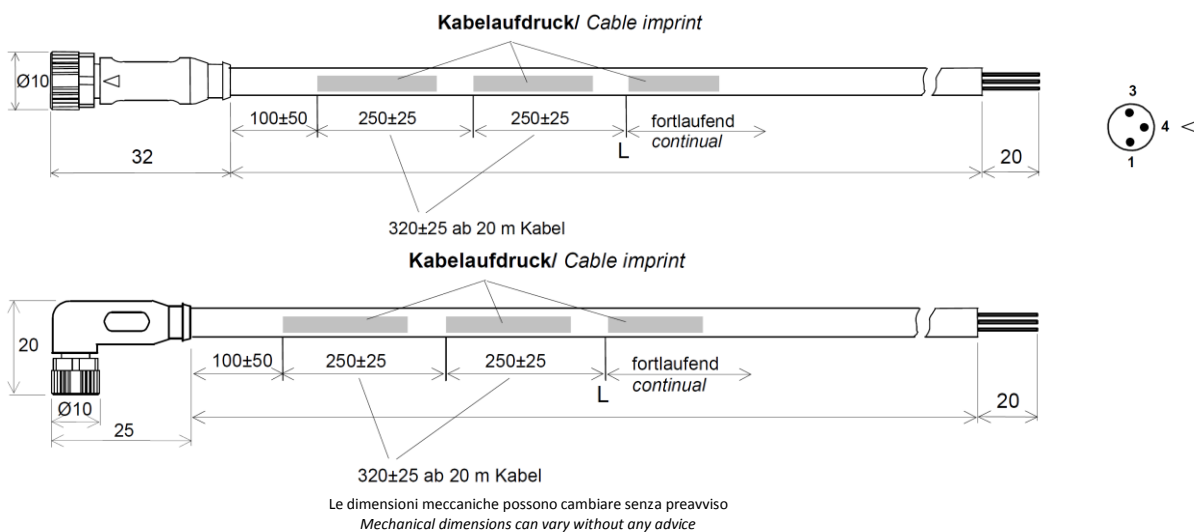 Kabelaufdruck/ Cable imprint
Ø10
3
4
1
100±50
250±25
250±25
fortlaufend
continual
L
32
20
320±25 ab 20 m Kabel
Kabelaufdruck/ Cable imprint
20
100±50
250±25
250±25
fortlaufend
continual
L
Ø10
25
20
320±25 ab 20 m Kabel
Le dimensioni meccaniche possono cambiare senza preavviso
Mechanical dimensions can vary without any advice